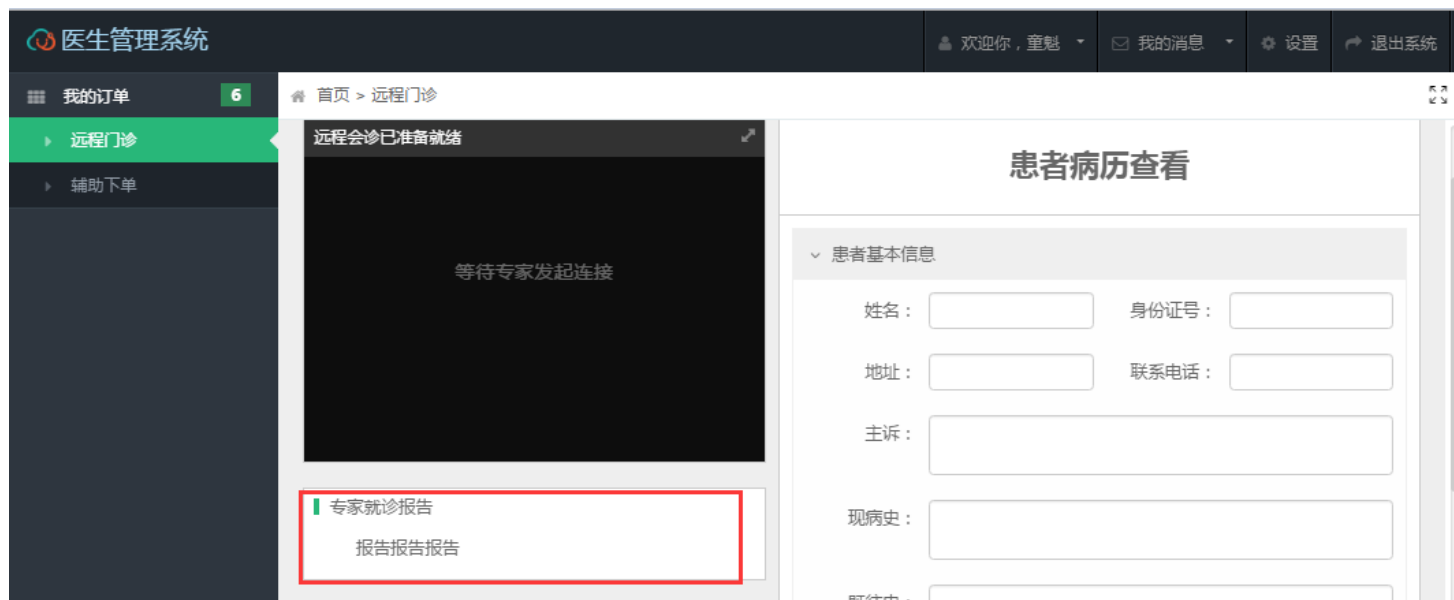 医生管理系统
欢迎你，童魁
我的消息
设置
退出系统
我的订单 6
远程门诊
辅助下单
首页 > 远程门诊
远程会诊已准备就绪
等待专家发起连接
专家就诊报告
报告报告报告
患者病历查看
患者基本信息
姓名： 身份证号：
地址： 联系电话：
主诉：
现病史：